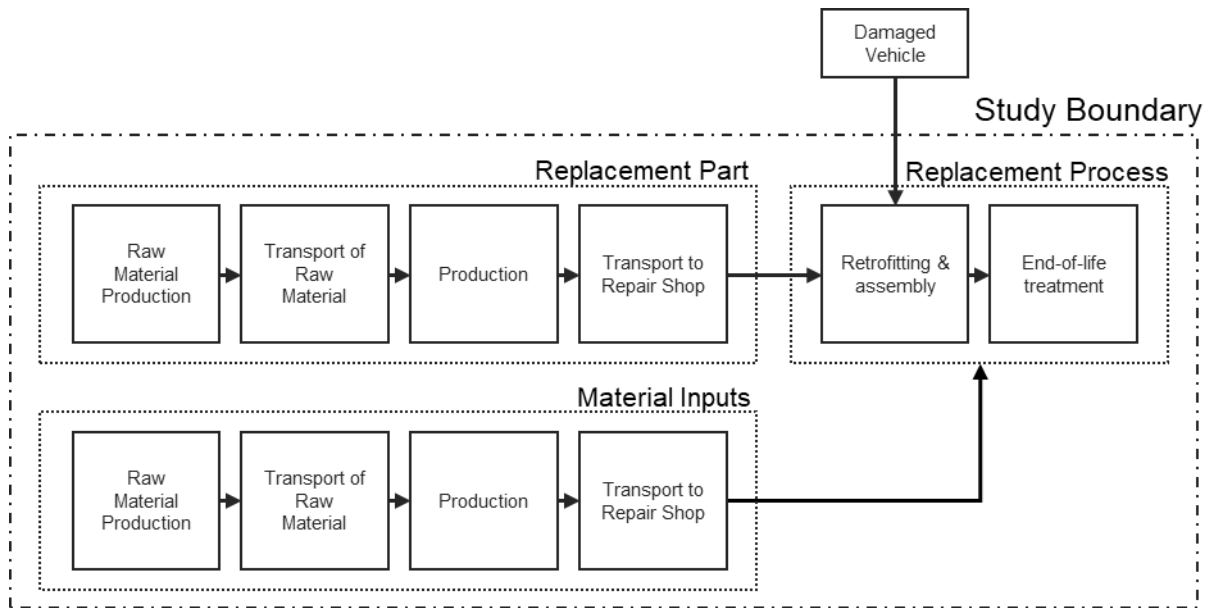 Damaged
Vehicle
Study Boundary
Replacement Part
Replacement Process
Raw
Material
Production
Transport of
Raw
Material
Production
Transport to
Repair Shop
Retrofitting &
assembly
End-of-life
treatment
Material Inputs
Raw
Material
Production
Transport of
Raw
Material
Production
Transport to
Repair Shop